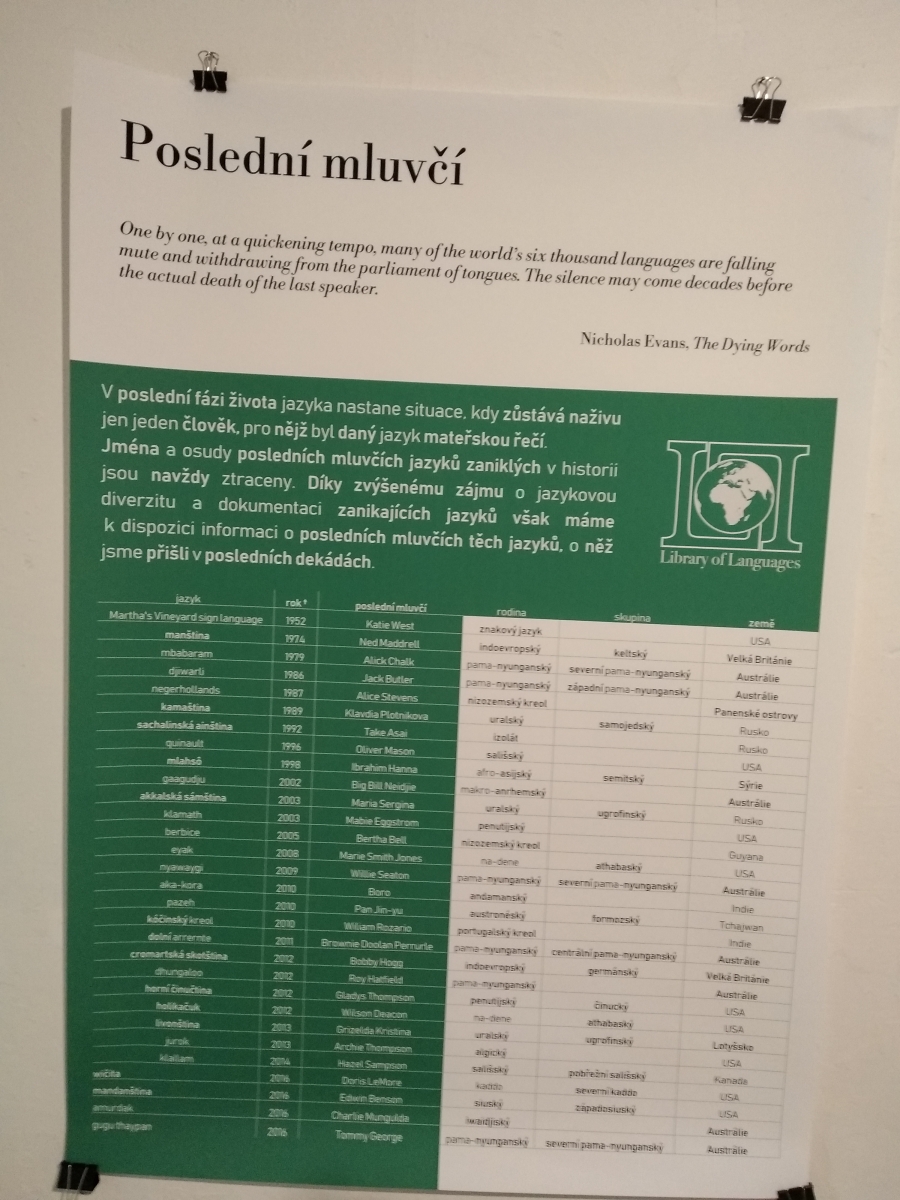 Poslední mluvčí
One by one, at a quickening tempo, many of the world's six thousand languages are falling
mute and withdrawing from the parliament of tongues. The silence may come decades before
the actual death of the last speaker.
Nicholas Evans, The Dying Words
V poslední fázi života jazyka nastane situace, kdy zůstává naživu
jen jeden člověk, pro nějž byl daný jazyk mateřskou řečí.
Jména a osudy posledních mluvčích jazyků zaniklých v historii
jsou navždy ztraceny. Díky zvýšenému zájmu o jazykovou
diverzitu a dokumentaci zanikajících jazyků však máme
k dispozici informaci o posledních mluvčích těch jazyků, o něž
jsme přišli v posledních dekádách.
Library of Languages
jazyk rok† poslední mluvčí rodina skupina země
Martha's Vineyard sign language 1952 Katie West znakový jazyk USA
manština 1974 Ned Maddrell indoevropský keltský Velká Británie
mbabaram 1979 Alick Chalk pama-nyunganský severní pama-nyunganský Austrálie
djiwarli 1986 Jack Butler pama-nyunganský západní pama-nyunganský Austrálie
negerhollands 1987 Alice Stevens nizozemský kreol Panenské ostrovy
kamaština 1989 Klavdia Plotnikova uralský samojedský Rusko
sachalinská ainština 1992 Take Asai izolát Rusko
quinault 1996 Oliver Mason sališský USA
mlahsô 1998 Ibrahim Hanna afro-asijský semitský Sýrie
gaagudju 2002 Big Bill Neidjie makro-anrhemský Austrálie
akkalská sámština 2003 Maria Sergina uralský ugrofinský Rusko
klamath 2003 Mabie Eggstrom penutijský USA
berbice 2005 Bertha Bell nizozemský kreol Guyana
eyak 2008 Marie Smith Jones na-dene athabaský USA
nyawaygi 2009 Willie Seaton pama-nyunganský severní pama-nyunganský Austrálie
aka-kora 2010 Boro andamanský Indie
pazeh 2010 Pan Jin-yu austronéský formozský Tchajwan
kóčinský kreol 2010 William Rozario portugalský kreol Indie
dolní arrernte 2011 Brownie Doolan Perrurle pama-nyunganský centrální pama-nyunganský Austrálie
cromartská skotština 2012 Bobby Hogg indoevropský germánský Velká Británie
dhungaloo 2012 Roy Hatfield pama-nyunganský Austrálie
horní činučtina 2012 Gladys Thompson penutijský činucký USA
holikačuk 2012 Wilson Deacon na-dene athabaský USA
livonština 2013 Grizelda Kristina uralský ugrofinský Lotyšsko
jurok 2013 Archie Thompson algický USA
klallam 2014 Hazel Sampson sališský pobřežní sališský Kanada
wičita 2016 Doris LeMore kaddo severní kaddo USA
mandanština 2016 Edwin Benson siuský západosiuský USA
amurdak 2016 Charlie Mungulda iwaidjský Austrálie
gugu thaypan 2016 Tommy George pama-nyunganský severní pama-nyunganský Austrálie